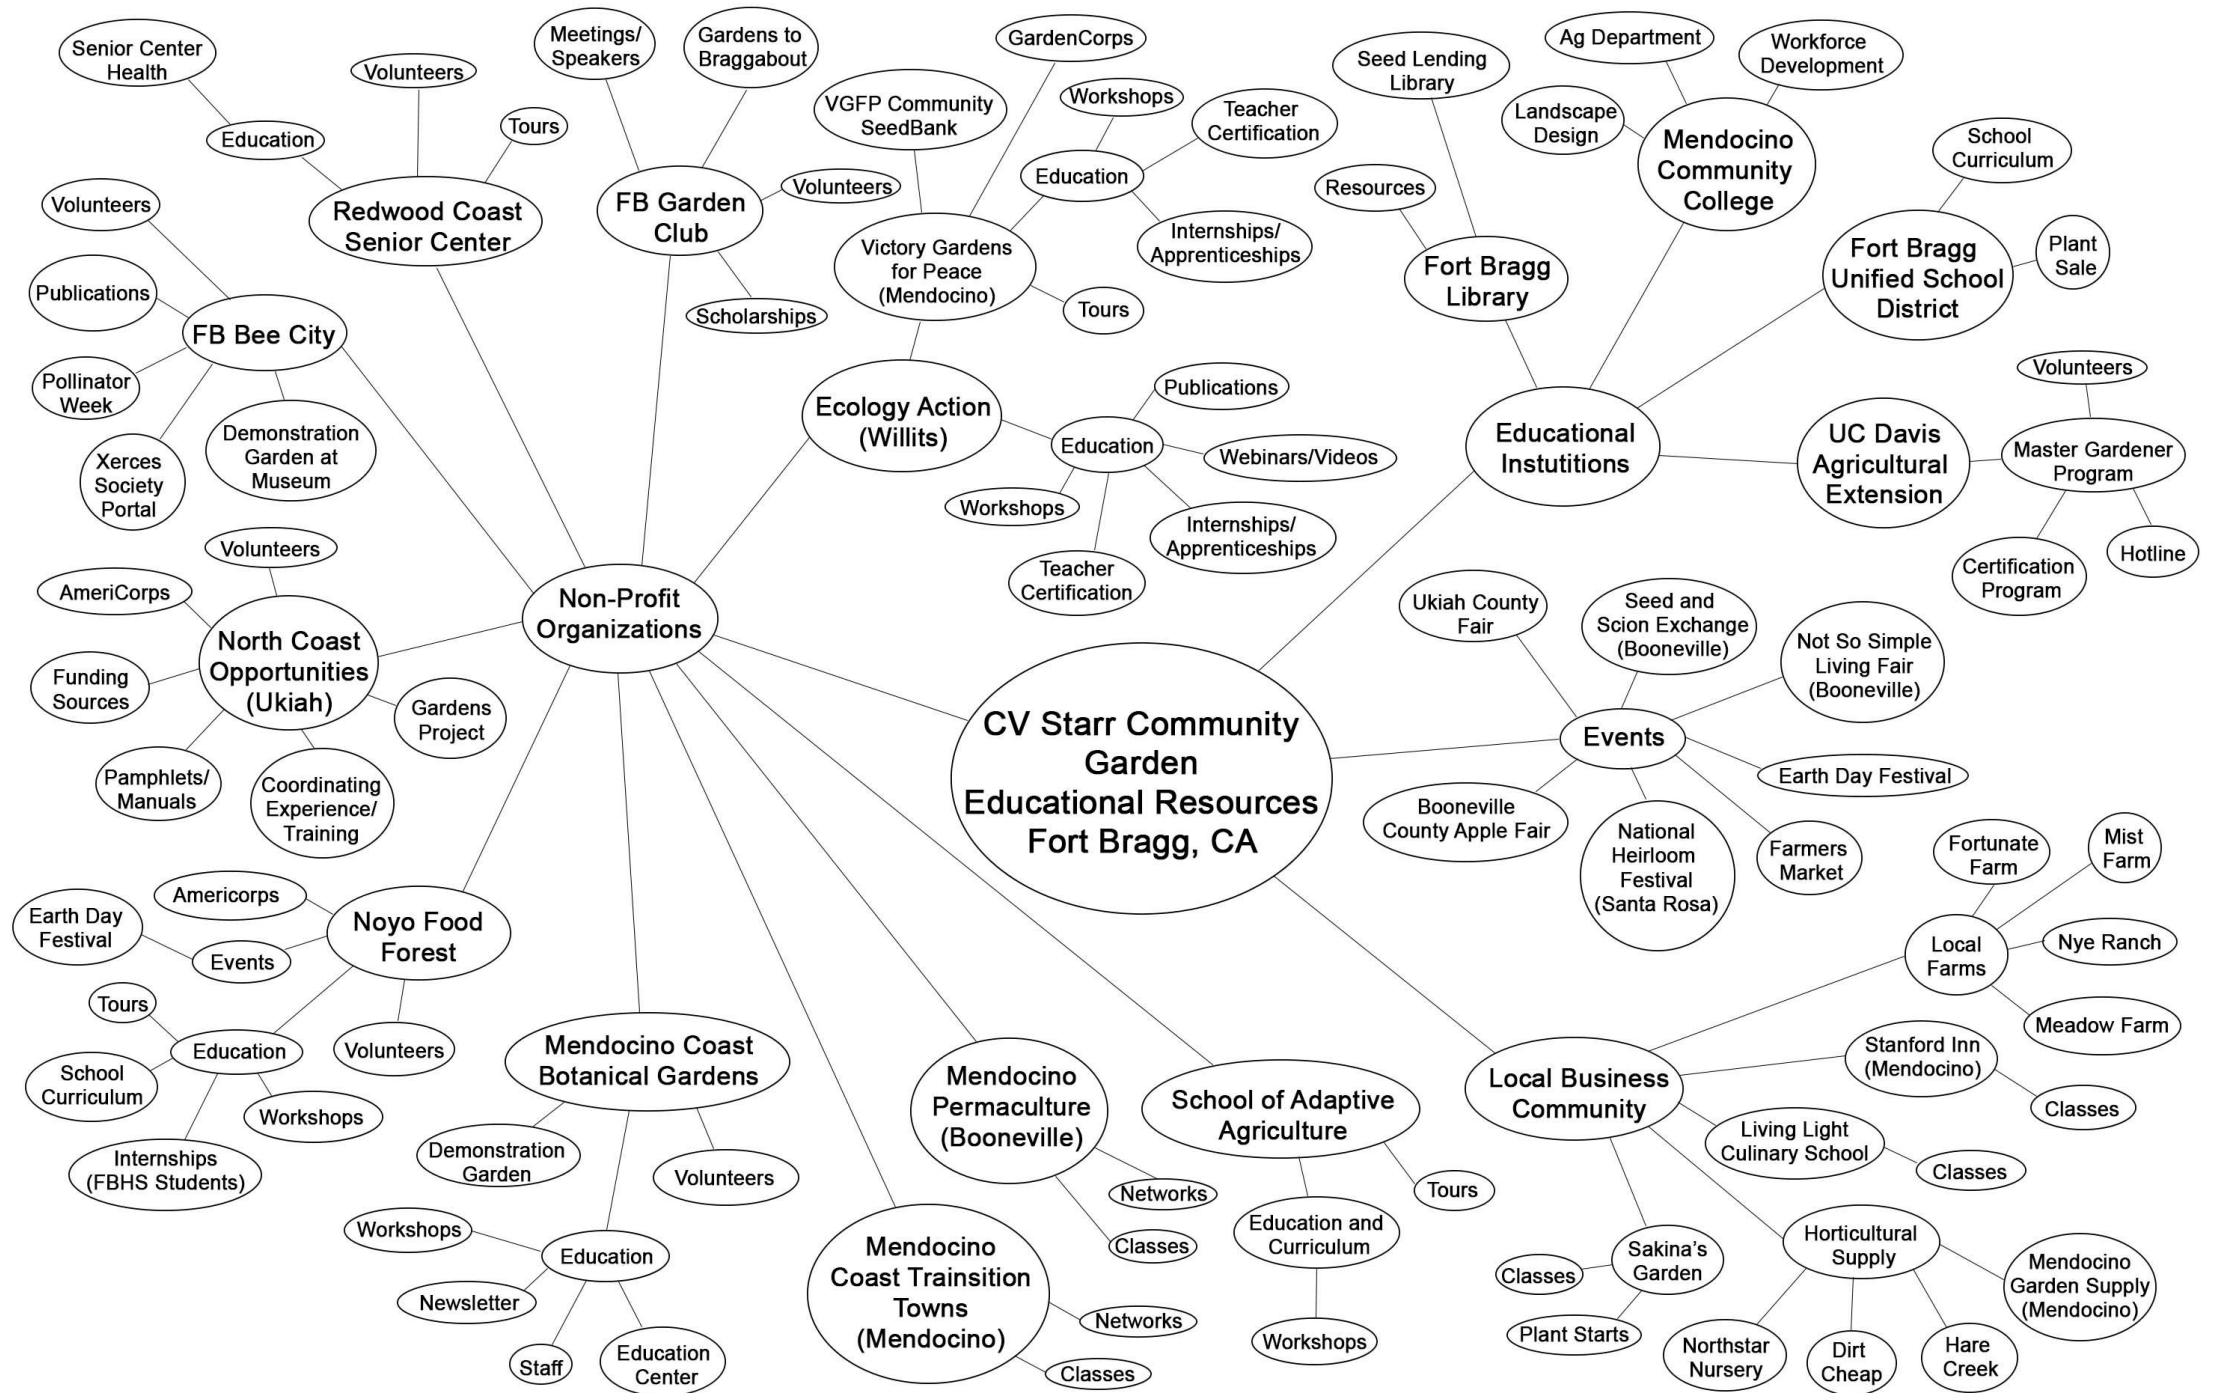 Senior Center
Health
Volunteers
Education
Tours
Redwood Coast
Senior Center
Meetings/
Speakers
Gardens to
Braggabout
FB Garden
Club
Volunteers
Scholarships
GardenCorps
VGFP Community
SeedBank
Workshops
Teacher
Certification
Education
Internships/
Apprenticeships
Victory Gardens
for Peace
(Mendocino)
Tours
Ecology Action
(Willits)
Education
Publications
Webinars/Videos
Workshops
Internships/
Apprenticeships
Teacher
Certification
Volunteers
Publications
FB Bee City
Pollinator
Week
Xerces
Society
Portal
Demonstration
Garden at
Museum
Volunteers
AmeriCorps
North Coast
Opportunities
(Ukiah)
Funding
Sources
Gardens
Project
Pamphlets/
Manuals
Coordinating
Experience/
Training
Non-Profit
Organizations
Americorps
Earth Day
Festival
Events
Noyo Food
Forest
Tours
Education
School
Curriculum
Volunteers
Workshops
Internships
(FBHS Students)
Mendocino Coast
Botanical Gardens
Demonstration
Garden
Volunteers
Workshops
Education
Newsletter
Staff
Education
Center
Mendocino
Coast Trainsition
Towns
(Mendocino)
Networks
Classes
Mendocino
Permaculture
(Booneville)
Networks
Classes
School of Adaptive
Agriculture
Education and
Curriculum
Tours
Workshops
CV Starr Community
Garden
Educational Resources
Fort Bragg, CA
Seed Lending
Library
Resources
Fort Bragg
Library
Ag Department
Workforce
Development
Landscape
Design
Mendocino
Community
College
School
Curriculum
Fort Bragg
Unified School
District
Plant
Sale
Educational
Instutitions
UC Davis
Agricultural
Extension
Volunteers
Master Gardener
Program
Certification
Program
Hotline
Ukiah County
Fair
Seed and
Scion Exchange
(Booneville)
Not So Simple
Living Fair
(Booneville)
Events
Earth Day Festival
Booneville
County Apple Fair
National
Heirloom
Festival
(Santa Rosa)
Farmers
Market
Fortunate
Farm
Mist
Farm
Local
Farms
Nye Ranch
Meadow Farm
Local Business
Community
Stanford Inn
(Mendocino)
Classes
Living Light
Culinary School
Classes
Sakina's
Garden
Classes
Plant Starts
Horticultural
Supply
Mendocino
Garden Supply
(Mendocino)
Northstar
Nursery
Dirt
Cheap
Hare
Creek